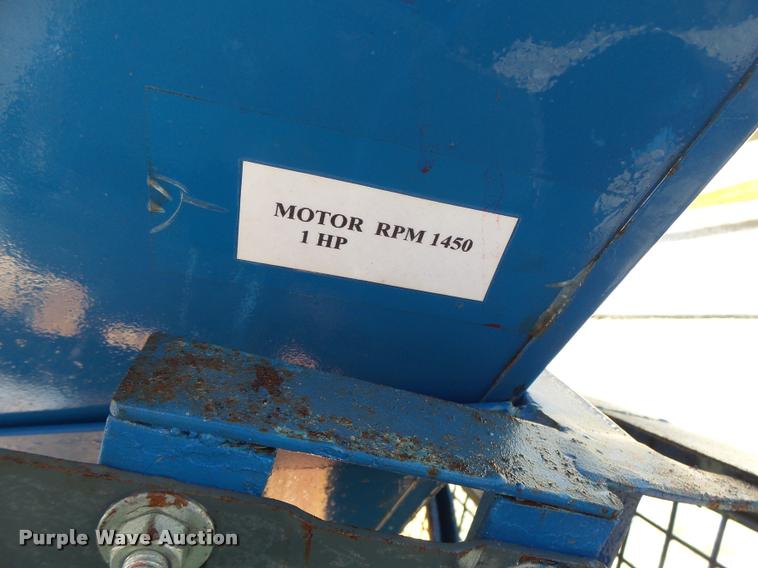 MOTOR RPM 1450
1 HP
Purple Wave Auction